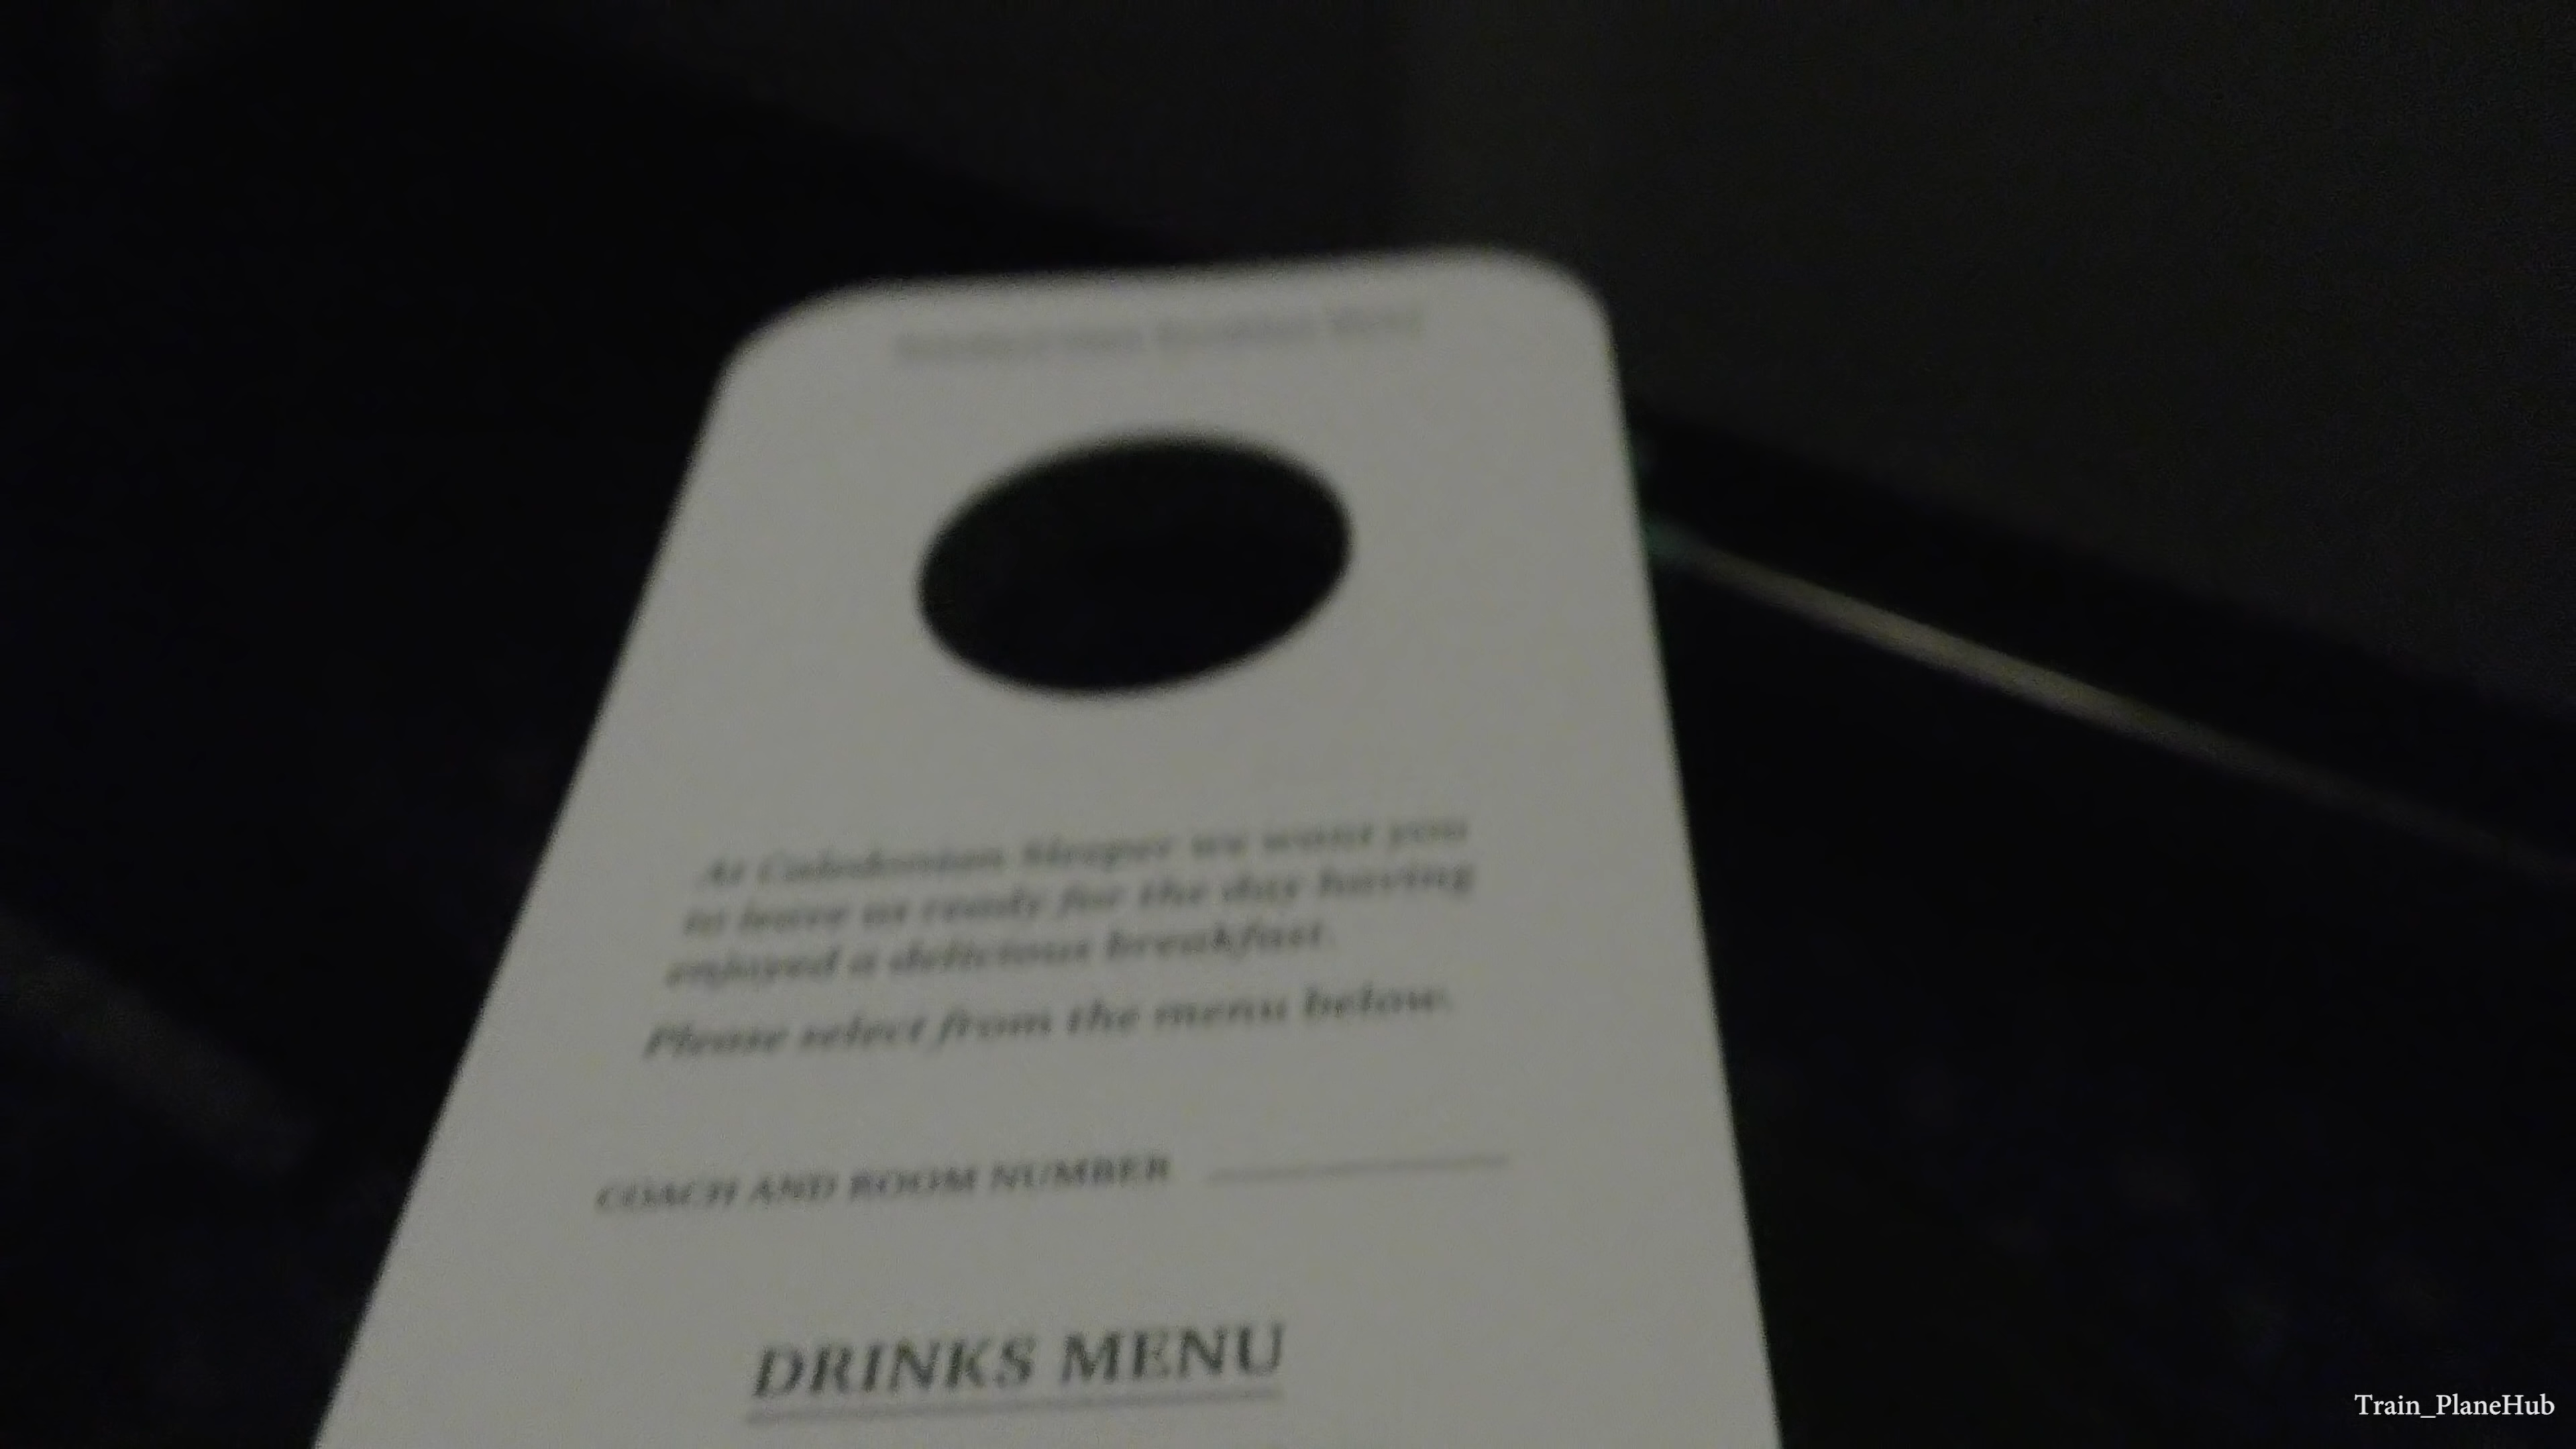 At Caledonian Sleeper we want you
to leave us ready for the day having
enjoyed a delicious breakfast.
Please select from the menu below.
COACH AND ROOM NUMBER
DRINKS MENU
Train_PlaneHub